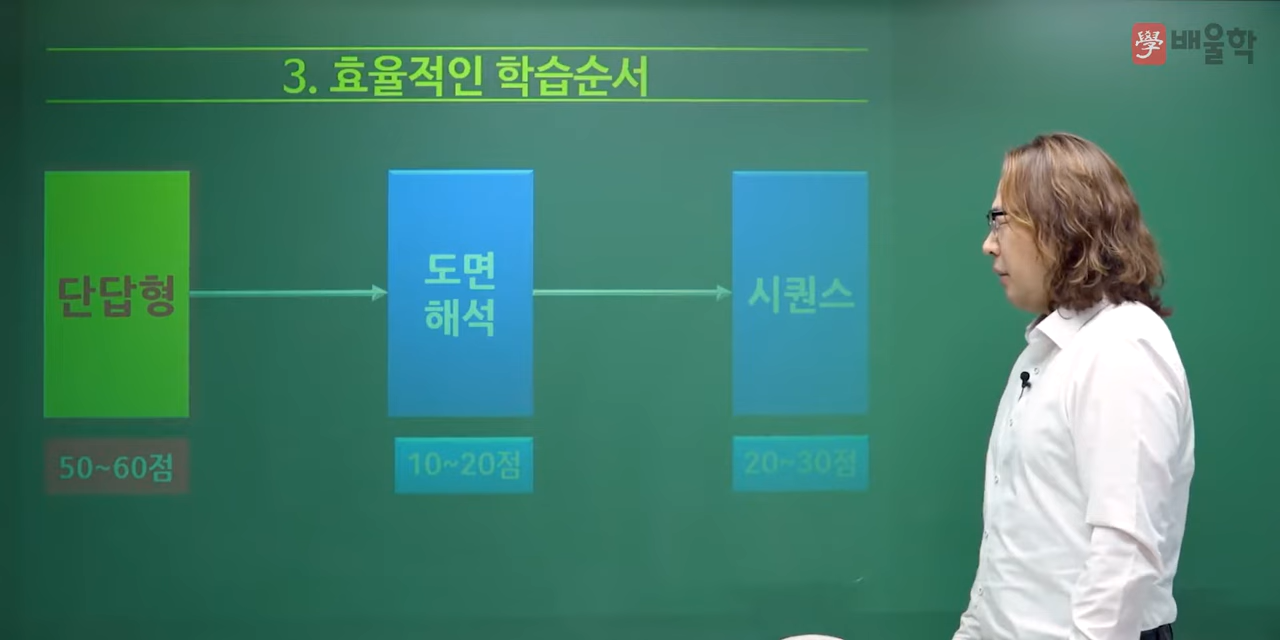 學 배울학
3. 효율적인 학습순서
단답형
도면
해석
시퀀스
50~60점
10~20점
20~30점